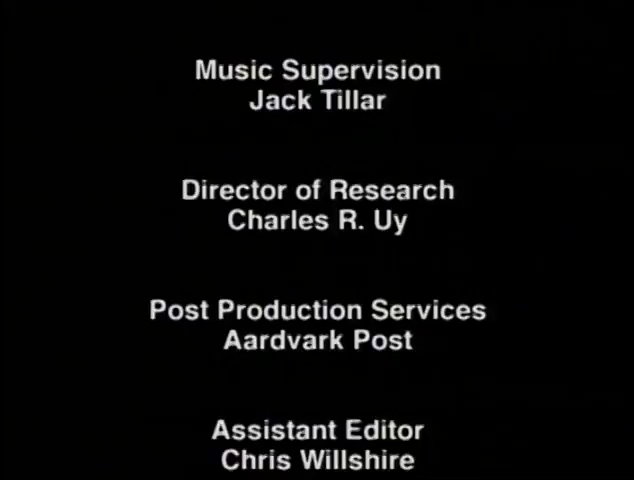 Music Supervision
Jack Tillar
Director of Research
Charles R. Uy
Post Production Services
Aardvark Post
Assistant Editor
Chris Willshire